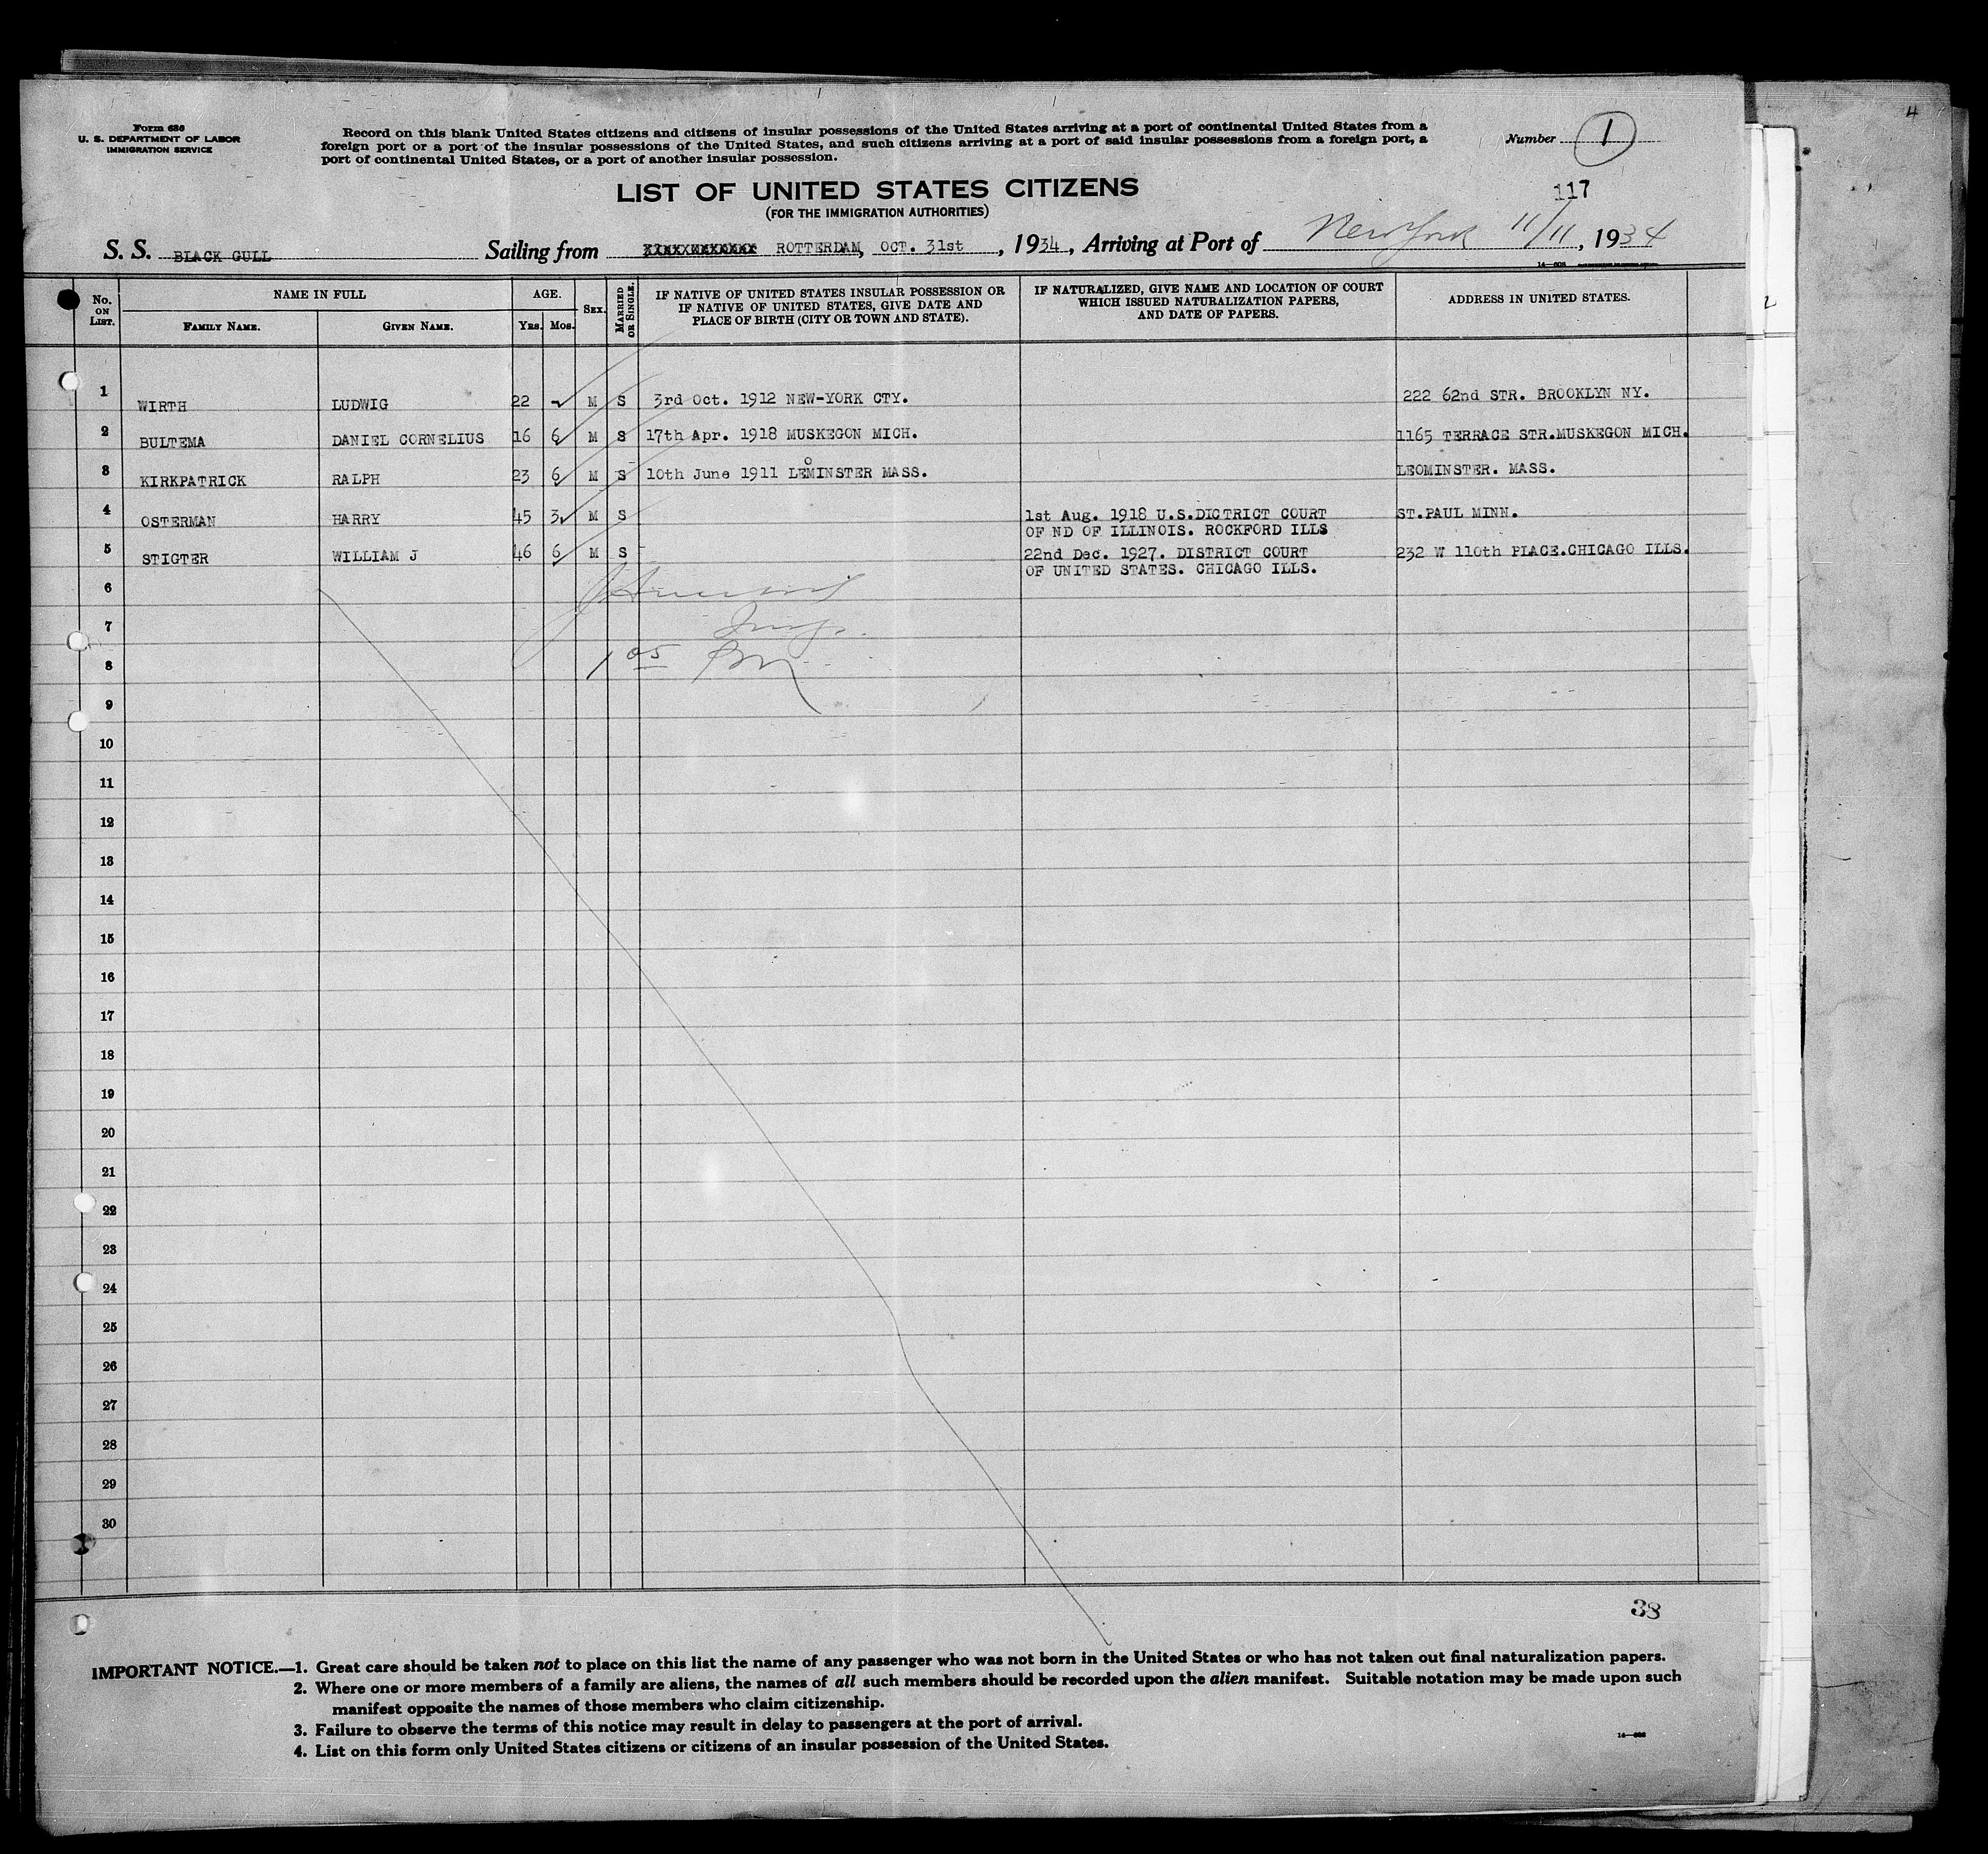 4
Form 630
U. S. DEPARTMENT OF LABOR
IMMIGRATION SERVICE
Record on this blank United States citizens and citizens of insular possessions of the United States arriving at a port of continental United States from a
foreign port or a port of the insular possessions of the United States, and such citizens arriving at a port of said insular possessions from a foreign port, a
port of continental United States, or a port of another insular possession.
Number 1
117
LIST OF UNITED STATES CITIZENS
(FOR THE IMMIGRATION AUTHORITIES)
S. S. BLACK GULL Sailing from ROTTERDAM, OCT. 31st, 1934, Arriving at Port of New York 11/11, 1934
No. ON LIST. NAME IN FULL FAMILY NAME. GIVEN NAME. AGE. YRS. MOS. SEX. MARRIED OR SINGLE. IF NATIVE OF UNITED STATES INSULAR POSSESSION OR IF NATIVE OF UNITED STATES, GIVE DATE AND PLACE OF BIRTH (CITY OR TOWN AND STATE). IF NATURALIZED, GIVE NAME AND LOCATION OF COURT WHICH ISSUED NATURALIZATION PAPERS, AND DATE OF PAPERS. ADDRESS IN UNITED STATES.
2
1 WIRTH LUDWIG 22 - M S 3rd Oct. 1912 NEW-YORK CTY. 222 62nd STR. BROOKLYN NY.
2 BULTEMA DANIEL CORNELIUS 16 6 M S 17th Apr. 1918 MUSKEGON MICH. 1165 TERRACE STR.MUSKEGON MICH.
3 KIRKPATRICK RALPH 23 6 M S 10th June 1911 LEOMINSTER MASS. LEOMINSTER. MASS.
4 OSTERMAN HARRY 45 3 M S 1st Aug. 1918 U.S.DICTRICT COURT ST.PAUL MINN.
OF ND OF ILLINOIS. ROCKFORD ILLS
5 STIGTER WILLIAM J 46 6 M S 22nd Dec. 1927. DISTRICT COURT 232 W 110th PLACE.CHICAGO ILLS.
OF UNITED STATES. CHICAGO ILLS.
6
7
8 1 05 PM
9
10
11
12
13
14
15
16
17
18
19
20
21
22
23
24
25
26
27
28
29
30
38
IMPORTANT NOTICE.—1. Great care should be taken not to place on this list the name of any passenger who was not born in the United States or who has not taken out final naturalization papers.
2. Where one or more members of a family are aliens, the names of all such members should be recorded upon the alien manifest. Suitable notation may be made upon such
manifest opposite the names of those members who claim citizenship.
3. Failure to observe the terms of this notice may result in delay to passengers at the port of arrival.
4. List on this form only United States citizens or citizens of an insular possession of the United States.